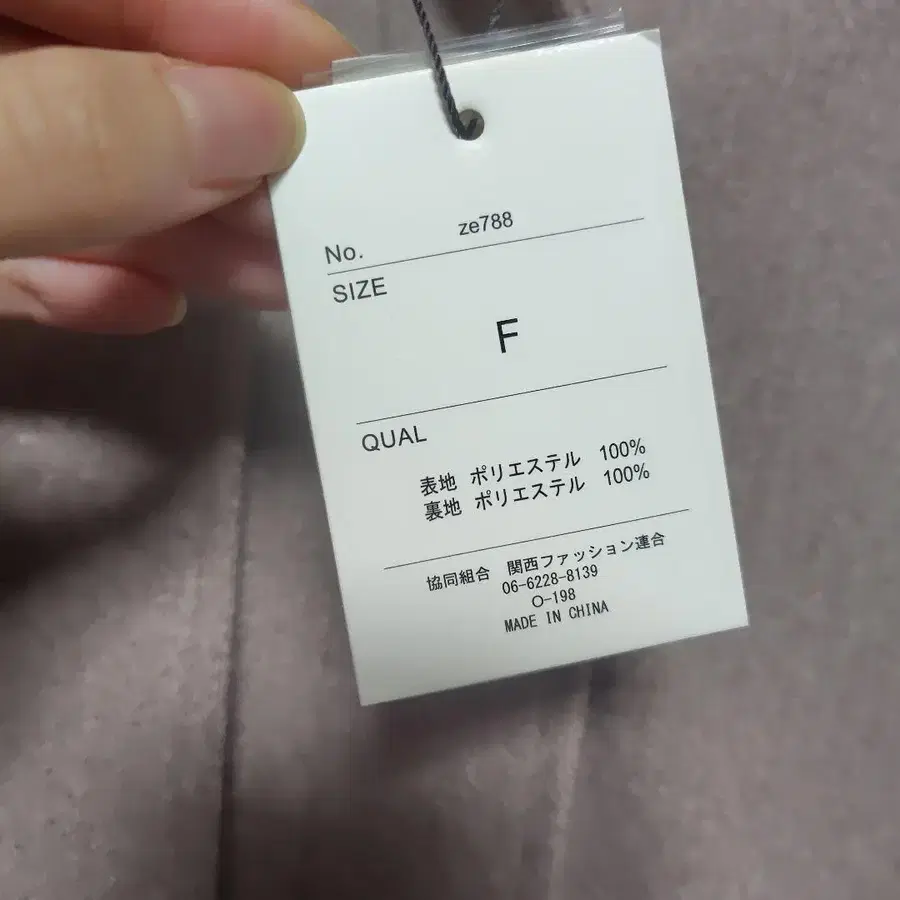 No. ze788
SIZE
F
QUAL
表地 ポリエステル 100%
裏地 ポリエステル 100%
協同組合 関西ファッション連合
06-6228-8139
O-198
MADE IN CHINA